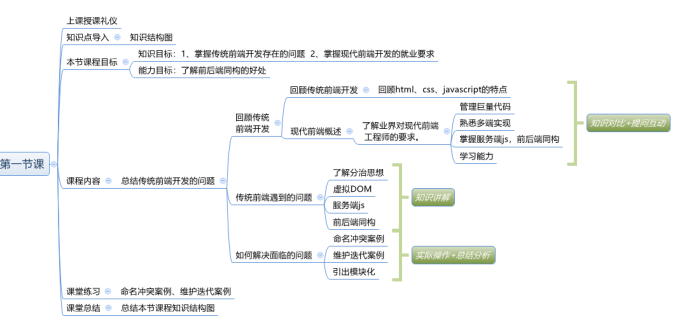 第一节课
上课授课礼仪
知识点导入
知识结构图
本节课程目标
知识目标：1、掌握传统前端开发存在的问题 2、掌握现代前端开发的就业要求
能力目标：了解前后端同构的好处
课程内容
总结传统前端开发的问题
回顾传统
前端开发
回顾传统前端开发
回顾html、css、javascript的特点
现代前端概述
了解业界对现代前端
工程师的要求。
管理巨量代码
熟悉多端实现
掌握服务端js，前后端同构
学习能力
知识对比+提问互动
传统前端遇到的问题
了解分治思想
虚拟DOM
服务端js
前后端同构
知识讲解
如何解决面临的问题
命名冲突案例
维护迭代案例
引出模块化
实际操作+总结分析
课堂练习
命名冲突案例、维护迭代案例
课堂总结
总结本节课程知识结构图